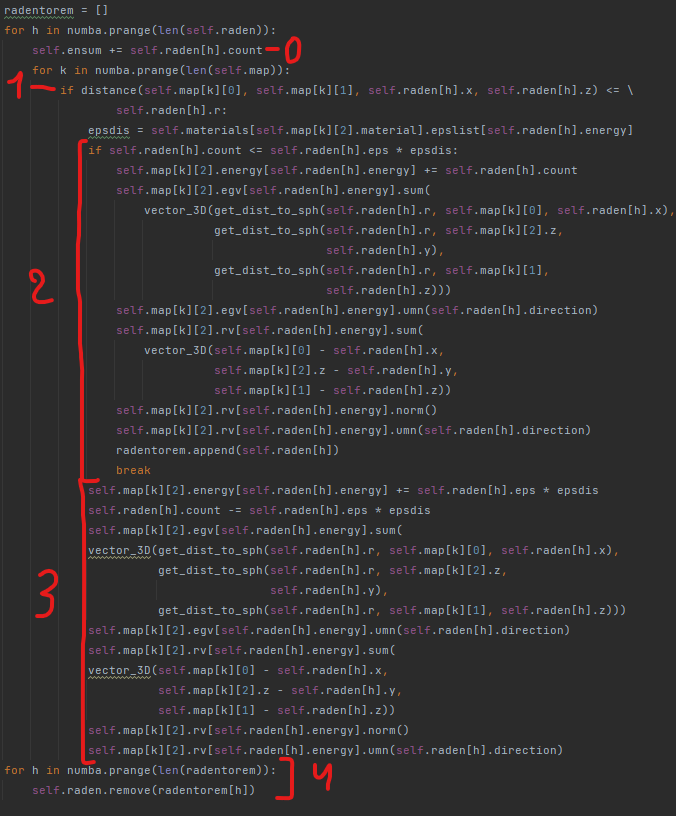 radentorem = []
for h in numba.prange(len(self.raden)):
    self.ensum += self.raden[h].count 0
    for k in numba.prange(len(self.map)):
1       if distance(self.map[k][0], self.map[k][1], self.raden[h].x, self.raden[h].z) <= \
                self.raden[h].r:
            epsdis = self.materials[self.map[k][2].material].epslist[self.raden[h].energy]
            if self.raden[h].count <= self.raden[h].eps * epsdis:
                self.map[k][2].energy[self.raden[h].energy] += self.raden[h].count
                self.map[k][2].egv[self.raden[h].energy].sum(
                    vector_3D(get_dist_to_sph(self.raden[h].r, self.map[k][0], self.raden[h].x),
                              get_dist_to_sph(self.raden[h].r, self.map[k][2].z,
                                              self.raden[h].y),
                              get_dist_to_sph(self.raden[h].r, self.map[k][1],
2                                             self.raden[h].z)))
                self.map[k][2].egv[self.raden[h].energy].umn(self.raden[h].direction)
                self.map[k][2].rv[self.raden[h].energy].sum(
                    vector_3D(self.map[k][0] - self.raden[h].x,
                              self.map[k][2].z - self.raden[h].y,
                              self.map[k][1] - self.raden[h].z))
                self.map[k][2].rv[self.raden[h].energy].norm()
                self.map[k][2].rv[self.raden[h].energy].umn(self.raden[h].direction)
                radentorem.append(self.raden[h])
                break
            self.map[k][2].energy[self.raden[h].energy] += self.raden[h].eps * epsdis
            self.raden[h].count -= self.raden[h].eps * epsdis
            self.map[k][2].egv[self.raden[h].energy].sum(
            vector_3D(get_dist_to_sph(self.raden[h].r, self.map[k][0], self.raden[h].x),
                      get_dist_to_sph(self.raden[h].r, self.map[k][2].z,
3                                     self.raden[h].y),
                      get_dist_to_sph(self.raden[h].r, self.map[k][1], self.raden[h].z)))
            self.map[k][2].egv[self.raden[h].energy].umn(self.raden[h].direction)
            self.map[k][2].rv[self.raden[h].energy].sum(
            vector_3D(self.map[k][0] - self.raden[h].x,
                      self.map[k][2].z - self.raden[h].y,
                      self.map[k][1] - self.raden[h].z))
            self.map[k][2].rv[self.raden[h].energy].norm()
            self.map[k][2].rv[self.raden[h].energy].umn(self.raden[h].direction)
for h in numba.prange(len(radentorem)): 4
    self.raden.remove(radentorem[h])